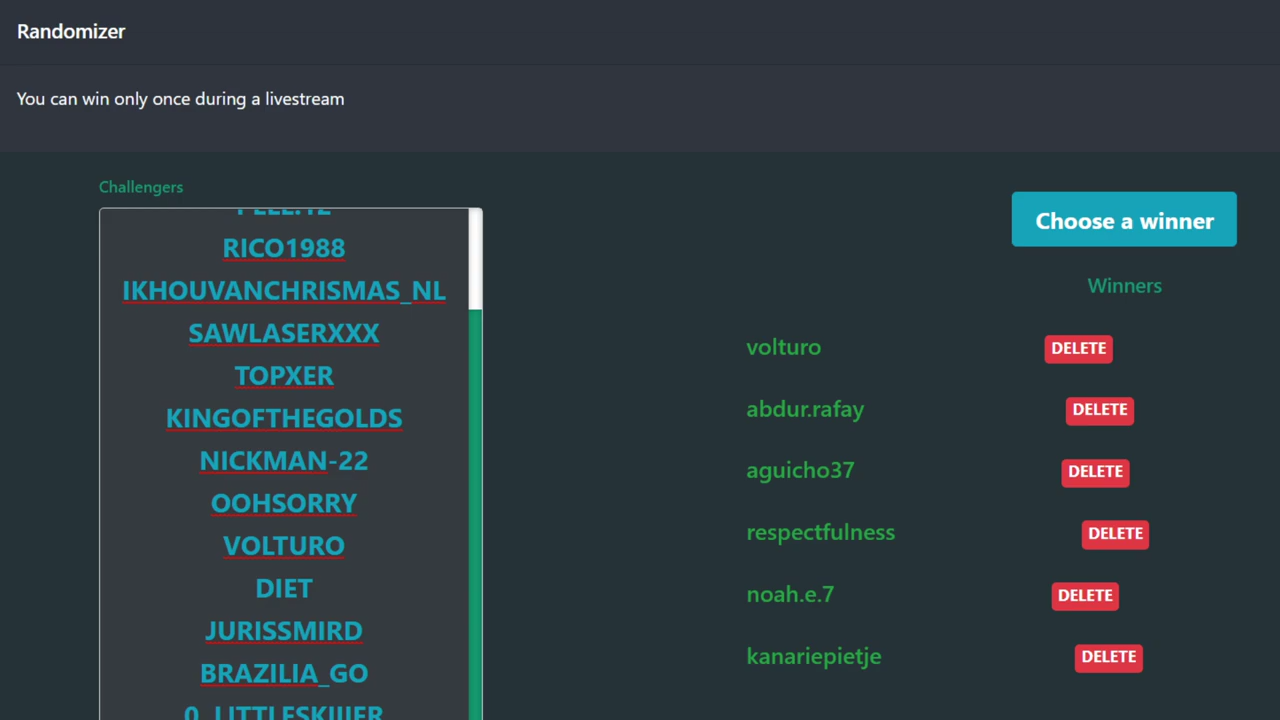 Randomizer
You can win only once during a livestream
Challengers
RICO1988
IKHOUVANCHRISMAS_NL
SAWLASERXXX
TOPXER
KINGOFTHEGOLDS
NICKMAN-22
OOHSORRY
VOLTURO
DIET
JURISSMIRD
BRAZILIA_GO
Choose a winner
Winners
volturo DELETE
abdur.rafay DELETE
aguicho37 DELETE
respectfulness DELETE
noah.e.7 DELETE
kanariepietje DELETE